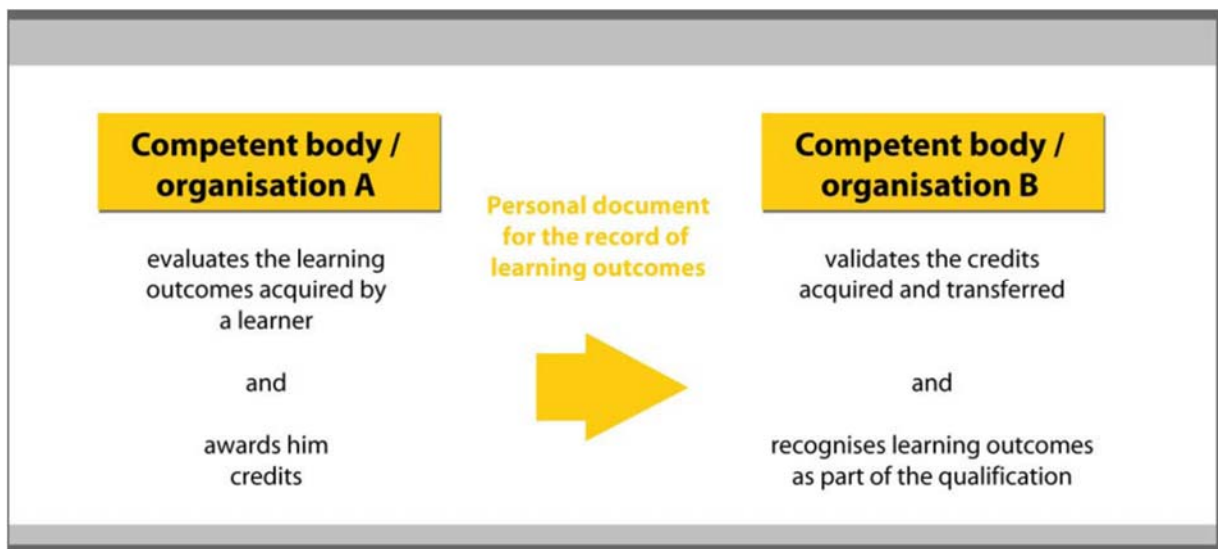 Competent body /
organisation A
evaluates the learning
outcomes acquired by
a learner
and
awards him
credits
Personal document
for the record of
learning outcomes
Competent body /
organisation B
validates the credits
acquired and transferred
and
recognises learning outcomes
as part of the qualification